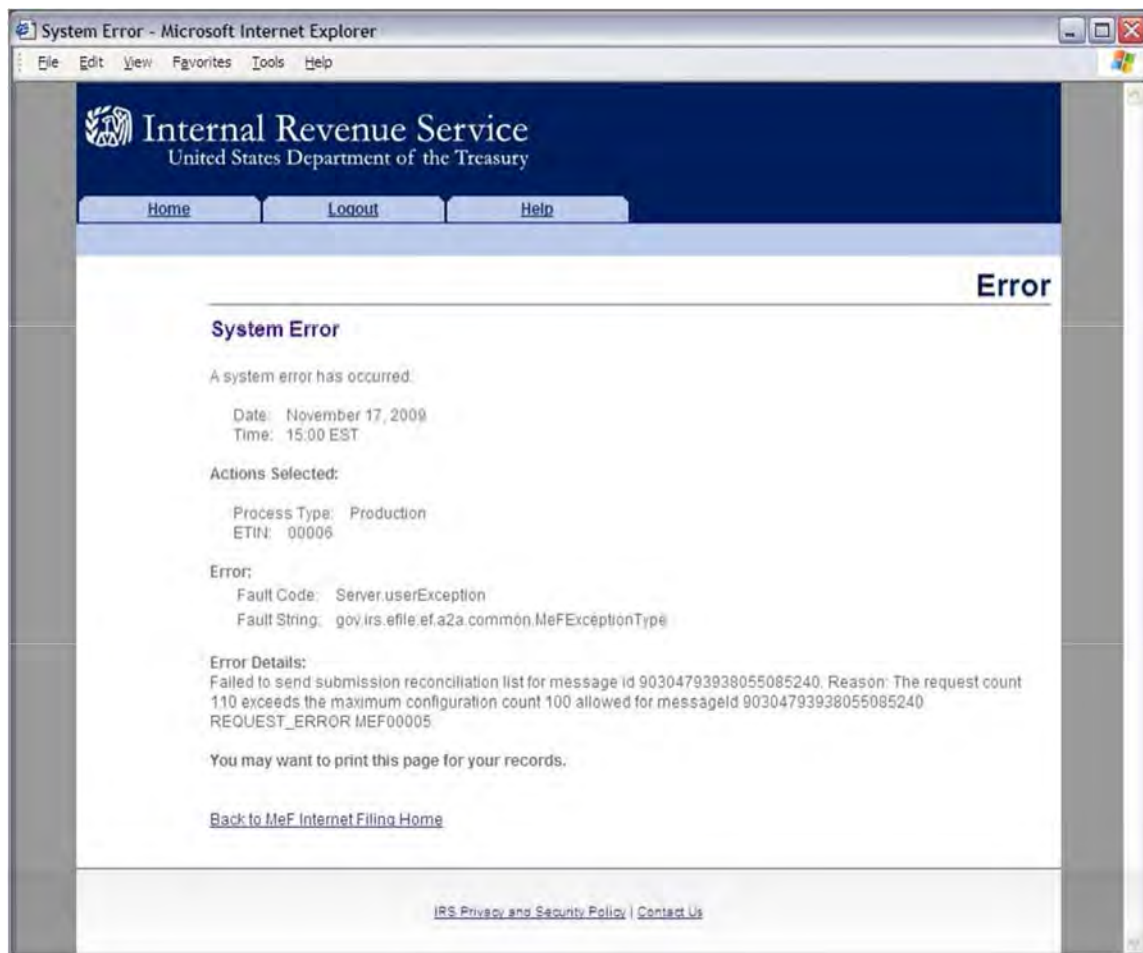 System Error - Microsoft Internet Explorer
File Edit View Favorites Tools Help
Internal Revenue Service
United States Department of the Treasury
Home Logout Help
Error
System Error
A system error has occurred.
Date: November 17, 2009
Time: 15:00 EST
Actions Selected:
Process Type: Production
ETIN: 00006
Error:
Fault Code: Server.userException
Fault String: gov.irs.efile.ef.a2a.common.MeFExceptionType
Error Details:
Failed to send submission reconciliation list for message id 90304793938055085240. Reason: The request count
110 exceeds the maximum configuration count 100 allowed for messageId 90304793938055085240
REQUEST_ERROR MEF00005
You may want to print this page for your records.
Back to MeF Internet Filing Home
IRS Privacy and Security Policy | Contact Us